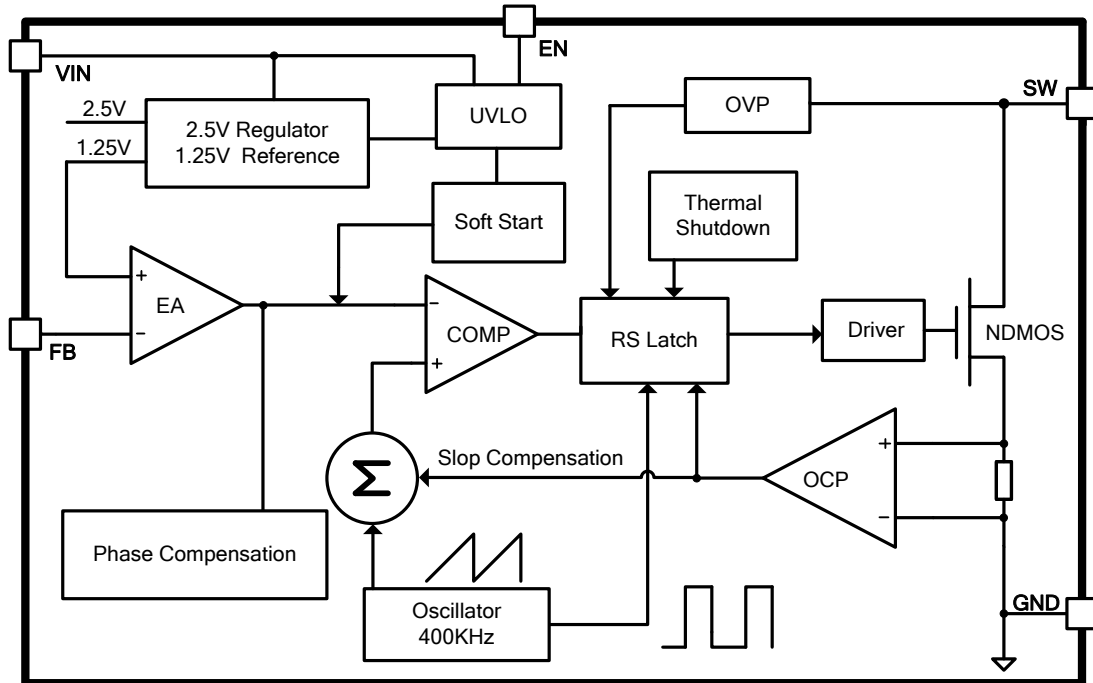 EN
VIN
SW
2.5V
1.25V
2.5V Regulator
1.25V Reference
UVLO
OVP
Soft Start
Thermal
Shutdown
+
EA
−
FB
−
COMP
+
RS Latch
Driver
NDMOS
Slop Compensation
Σ
+
OCP
−
Phase Compensation
Oscillator
400KHz
GND